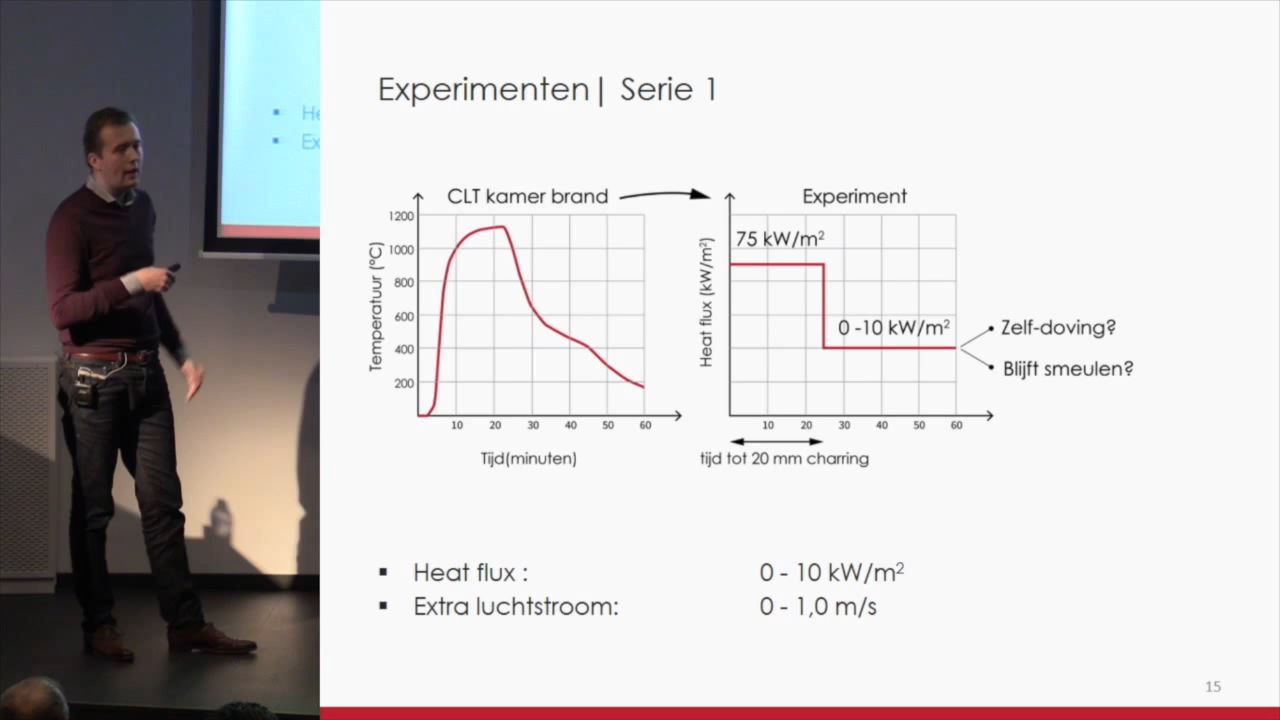 Experimenten| Serie 1
CLT kamer brand
Experiment
Temperatuur (°C)
1200
1000
800
600
400
200
10 20 30 40 50 60
Tijd(minuten)
Heat flux (kW/m²)
75 kW/m²
0 -10 kW/m²
10 20 30 40 50 60
tijd tot 20 mm charring
• Zelf-doving?
• Blijft smeulen?
▪ Heat flux : 0 - 10 kW/m²
▪ Extra luchtstroom: 0 - 1,0 m/s
15
▪ He
▪ Ex